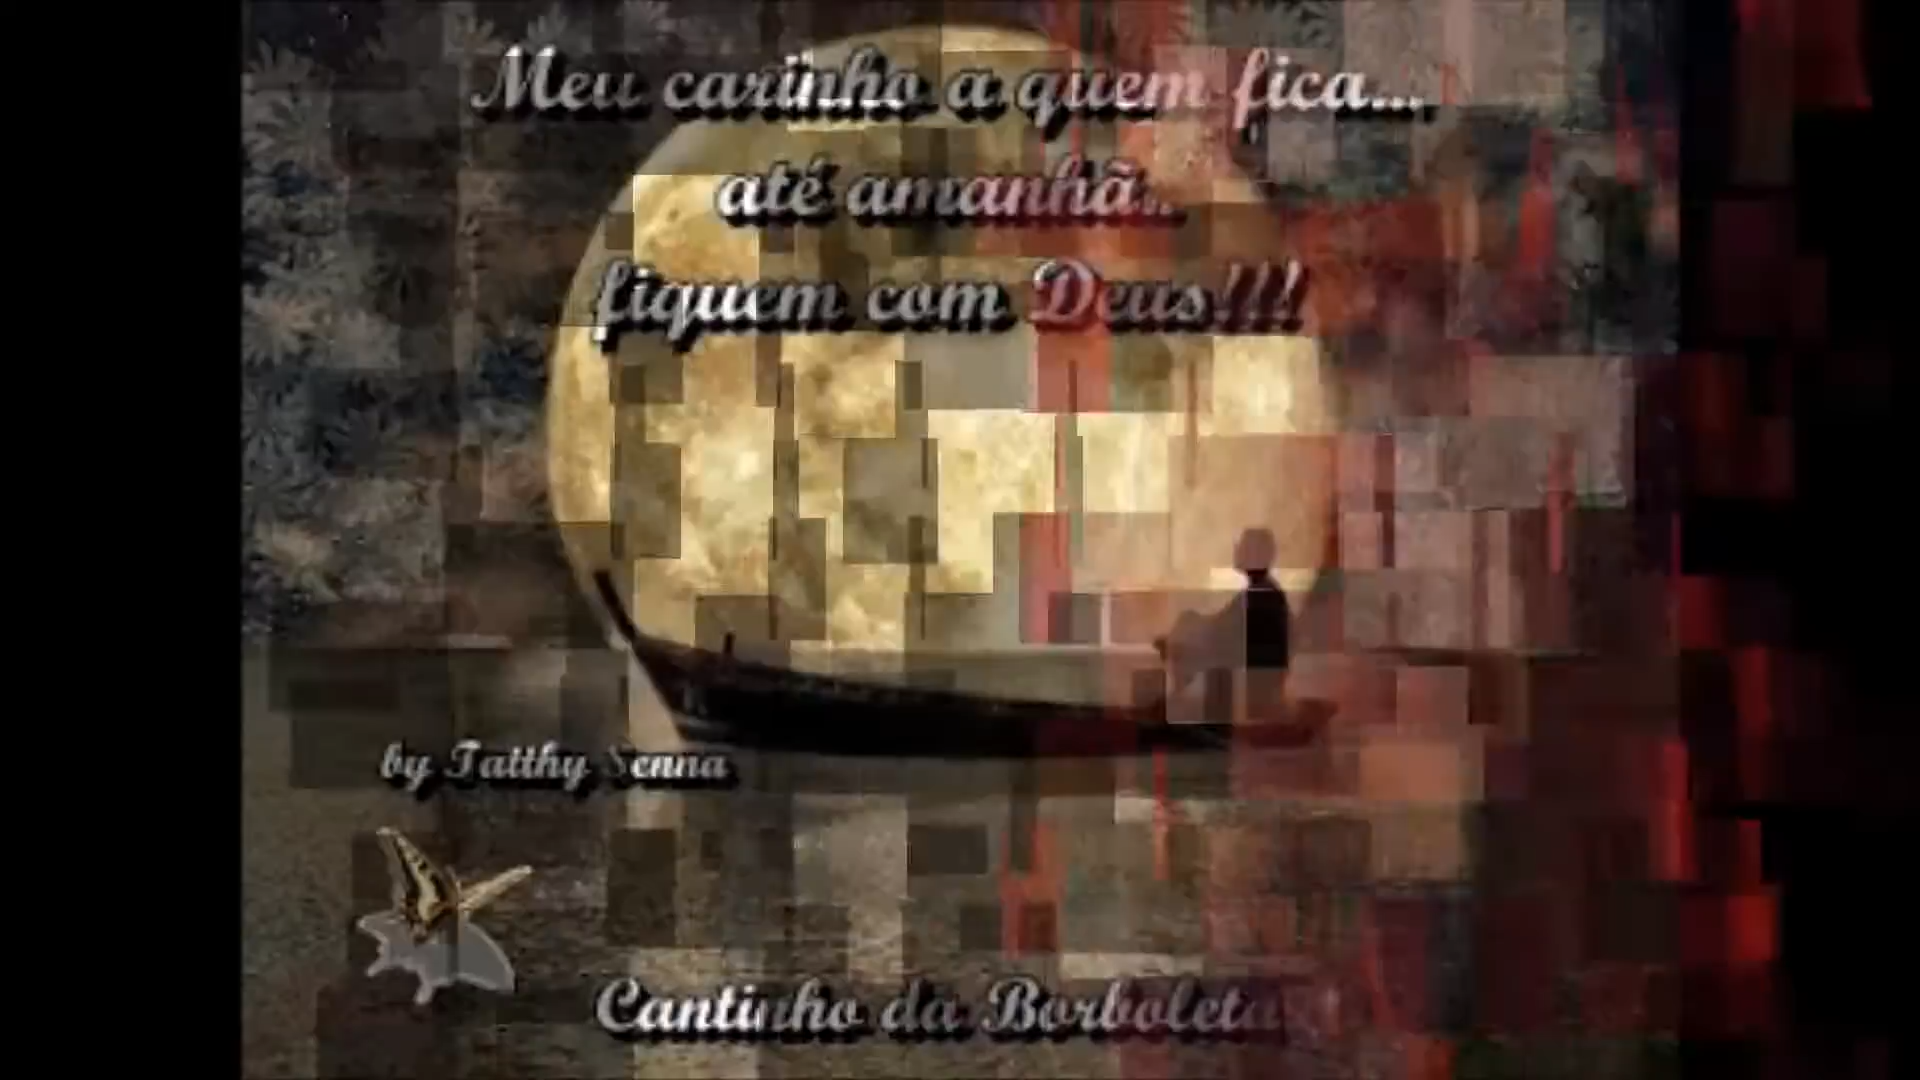 Meu carinho a quem fica...
até amanhã...
fiquem com Deus!!!
by Tatthy Senna
Cantinho da Borboleta